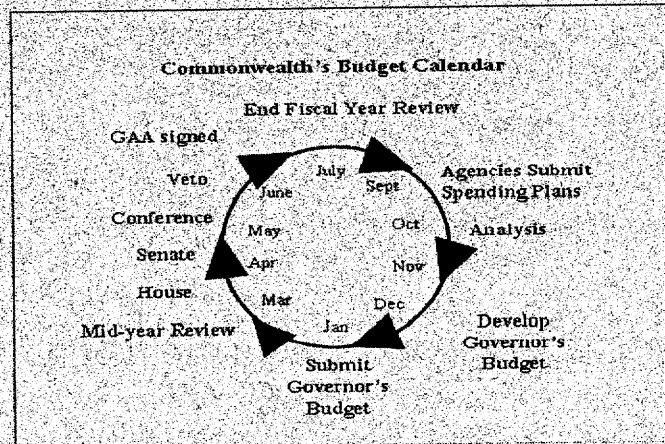 Commonwealth's Budget Calendar
End Fiscal Year Review
GAA signed
Veto
Conference
Senate
House
Mid-year Review
Submit
Governor's
Budget
Develop
Governor's
Budget
Analysis
Agencies Submit
Spending Plans
July
Sept
Oct
Nov
Dec
Jan
Mar
Apr
May
June